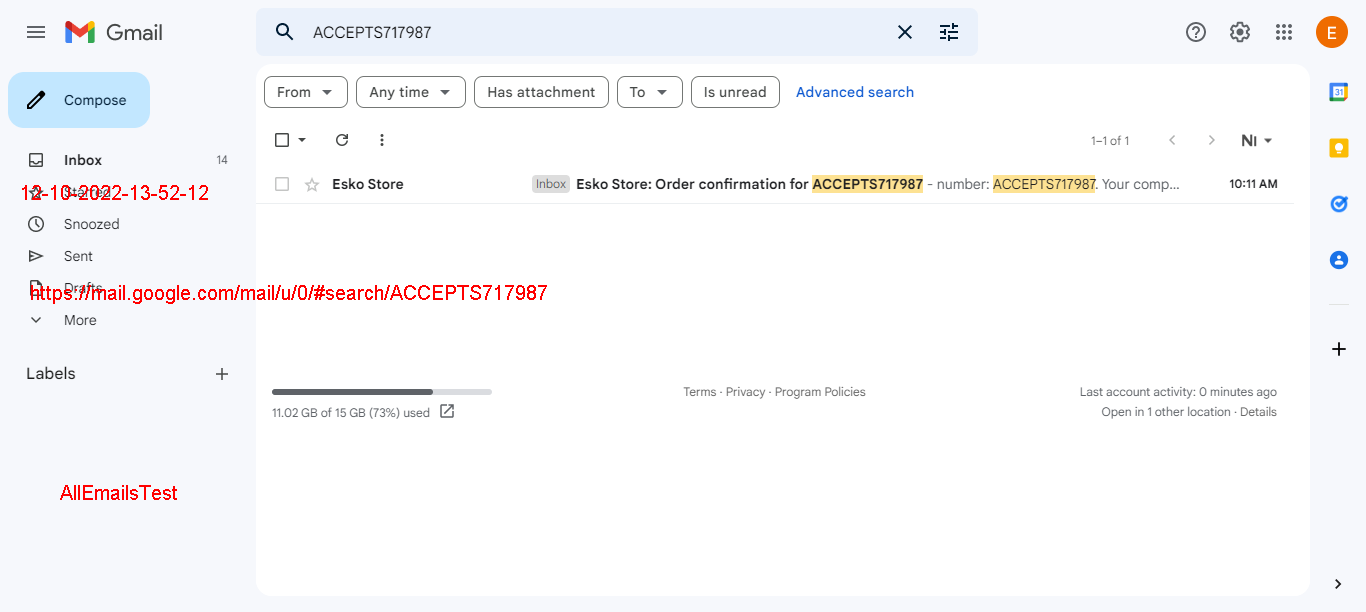 Gmail
ACCEPTS717987
E
Compose
From
Any time
Has attachment
To
Is unread
Advanced search
1–1 of 1
Inbox 14
Esko Store Inbox Esko Store: Order confirmation for ACCEPTS717987 - number: ACCEPTS717987. Your comp... 10:11 AM
Starred
12-10-2022-13-52-12
Snoozed
Sent
Drafts
https://mail.google.com/mail/u/0/#search/ACCEPTS717987
More
Labels
11.02 GB of 15 GB (73%) used
Terms · Privacy · Program Policies
Last account activity: 0 minutes ago
Open in 1 other location · Details
AllEmailsTest
31